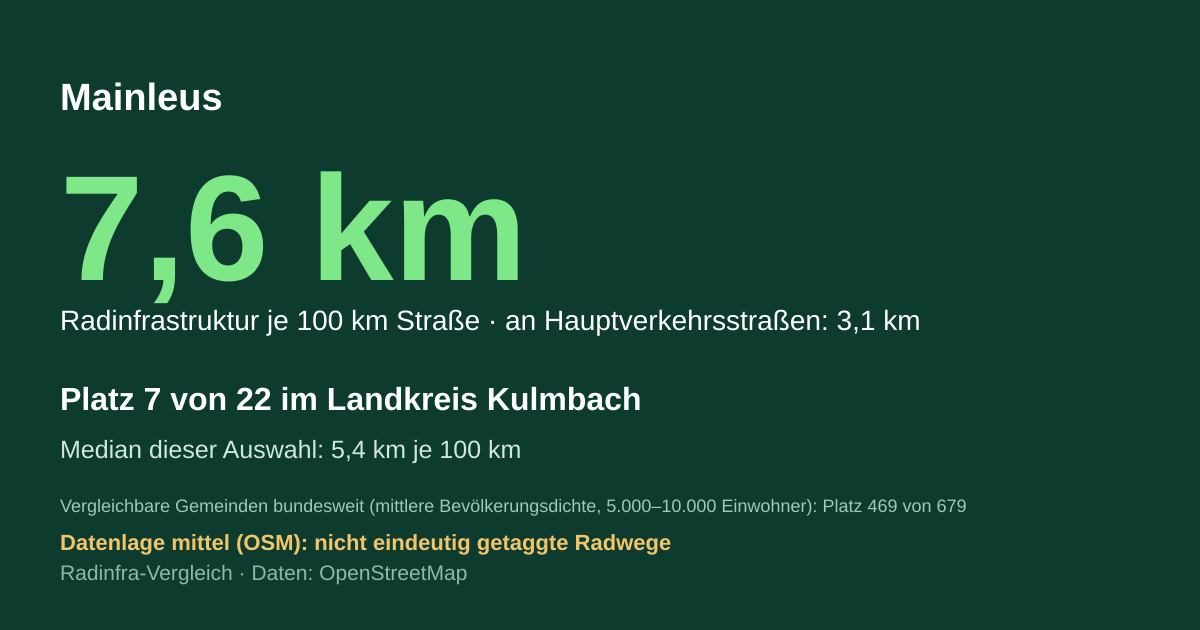 Mainleus
7,6 km
Radinfrastruktur je 100 km Straße · an Hauptverkehrsstraßen: 3,1 km
Platz 7 von 22 im Landkreis Kulmbach
Median dieser Auswahl: 5,4 km je 100 km
Vergleichbare Gemeinden bundesweit (mittlere Bevölkerungsdichte, 5.000–10.000 Einwohner): Platz 469 von 679
Datenlage mittel (OSM): nicht eindeutig getaggte Radwege
Radinfra-Vergleich · Daten: OpenStreetMap